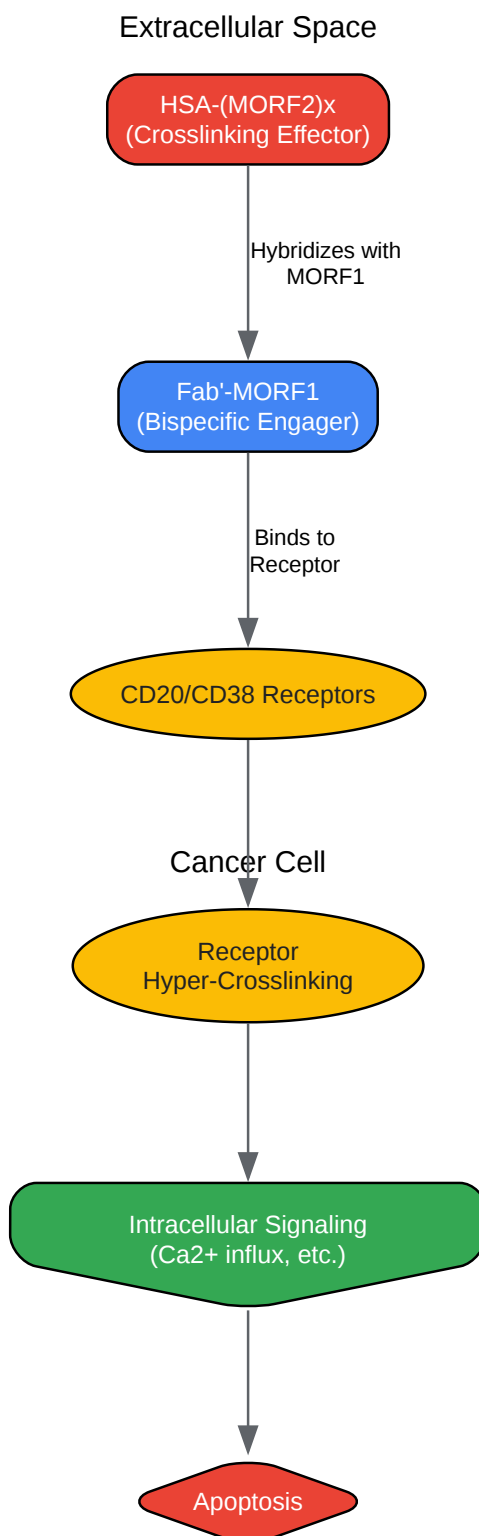 Extracellular Space
HSA-(MORF2)x
(Crosslinking Effector)
Hybridizes with
MORF1
Fab'-MORF1
(Bispecific Engager)
Binds to
Receptor
CD20/CD38 Receptors
Cancer Cell
Receptor
Hyper-Crosslinking
Intracellular Signaling
(Ca2+ influx, etc.)
Apoptosis